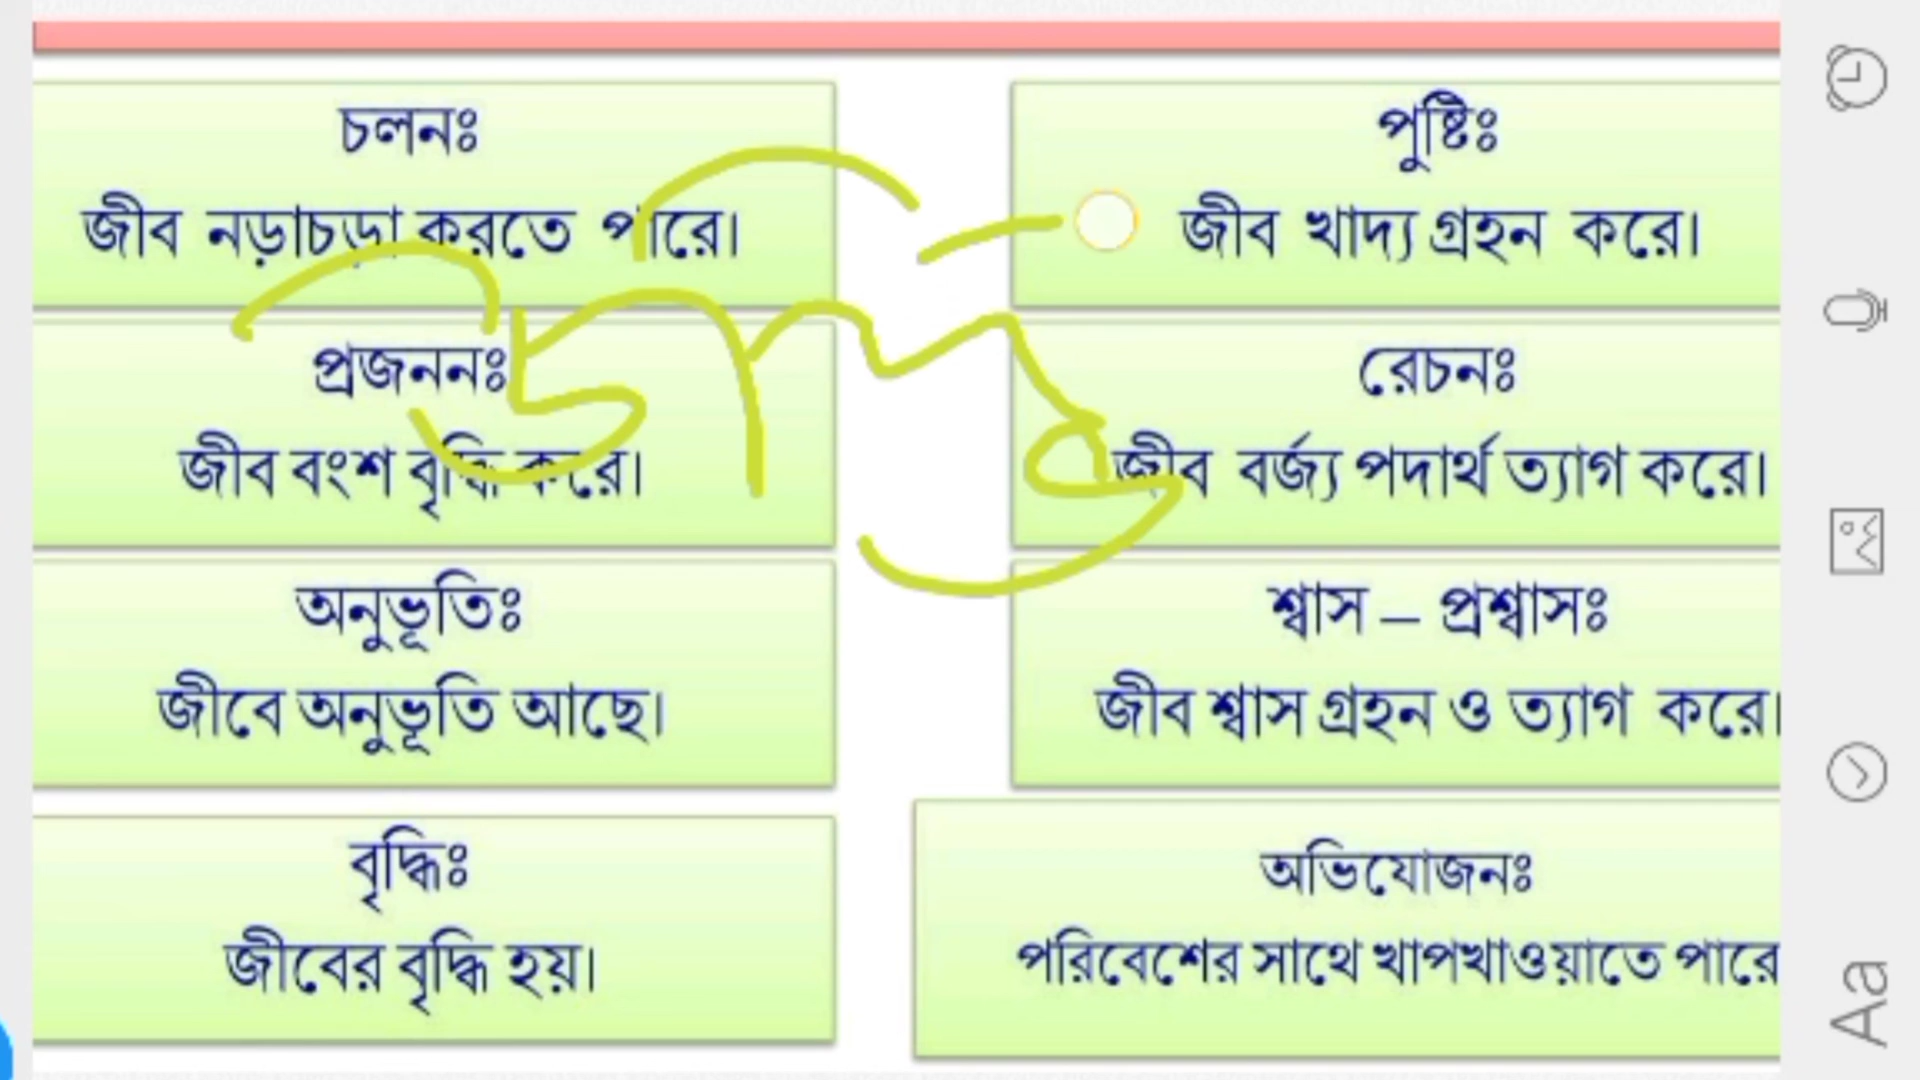 চলনঃ
জীব নড়াচড়া করতে পারে।
পুষ্টিঃ
জীব খাদ্য গ্রহন করে।
প্রজননঃ
জীব বংশ বৃদ্ধি করে।
রেচনঃ
জীব বর্জ্য পদার্থ ত্যাগ করে।
অনুভূতিঃ
জীবে অনুভূতি আছে।
শ্বাস – প্রশ্বাসঃ
জীব শ্বাস গ্রহন ও ত্যাগ করে।
বৃদ্ধিঃ
জীবের বৃদ্ধি হয়।
অভিযোজনঃ
পরিবেশের সাথে খাপখাওয়াতে পারে
Aa